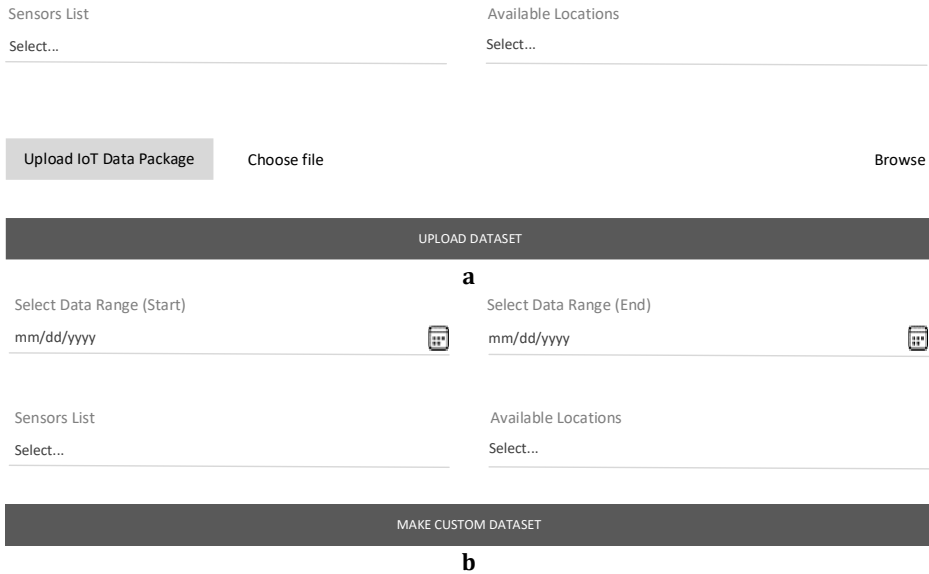 Sensors List Available Locations
Select... Select...
Upload IoT Data Package Choose file Browse
UPLOAD DATASET
a
Select Data Range (Start) Select Data Range (End)
mm/dd/yyyy mm/dd/yyyy
Sensors List Available Locations
Select... Select...
MAKE CUSTOM DATASET
b